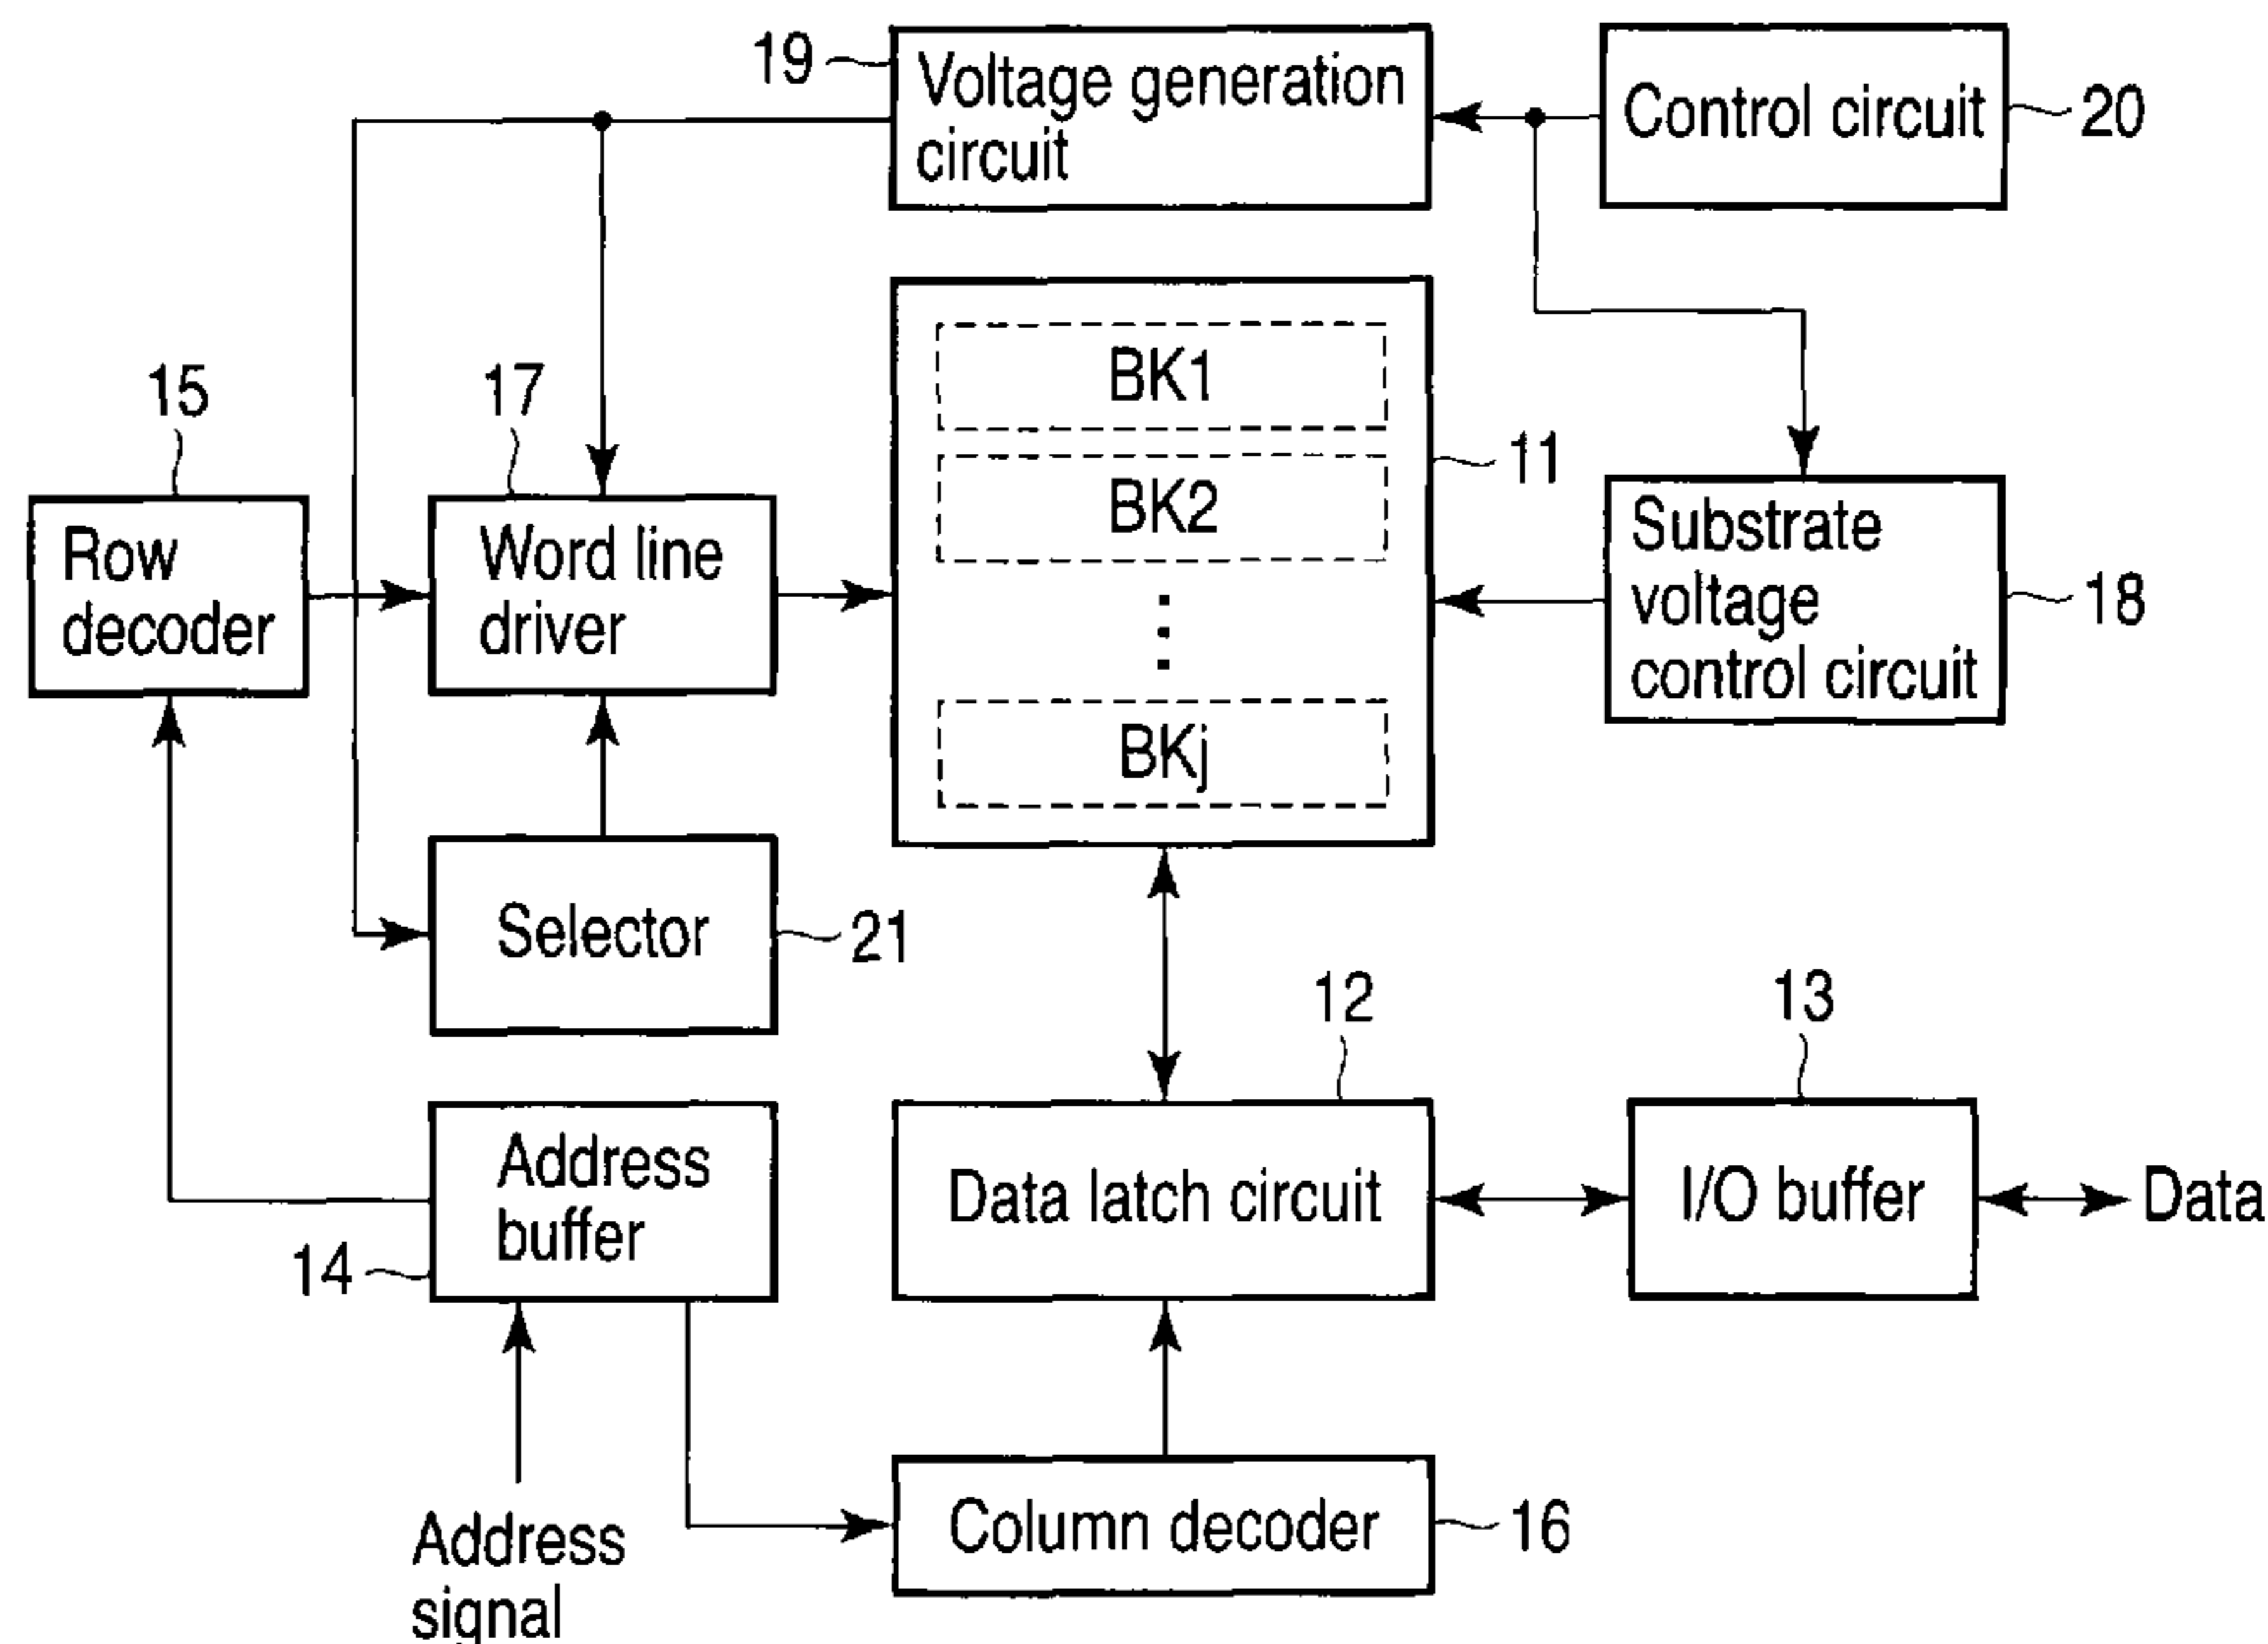 19
Voltage generation
circuit
Control circuit
20
15
17
BK1
BK2
BKj
11
Row
decoder
Word line
driver
Substrate
voltage
control circuit
18
Selector
21
12
13
Address
buffer
14
Data latch circuit
I/O buffer
Data
Address
signal
Column decoder
16